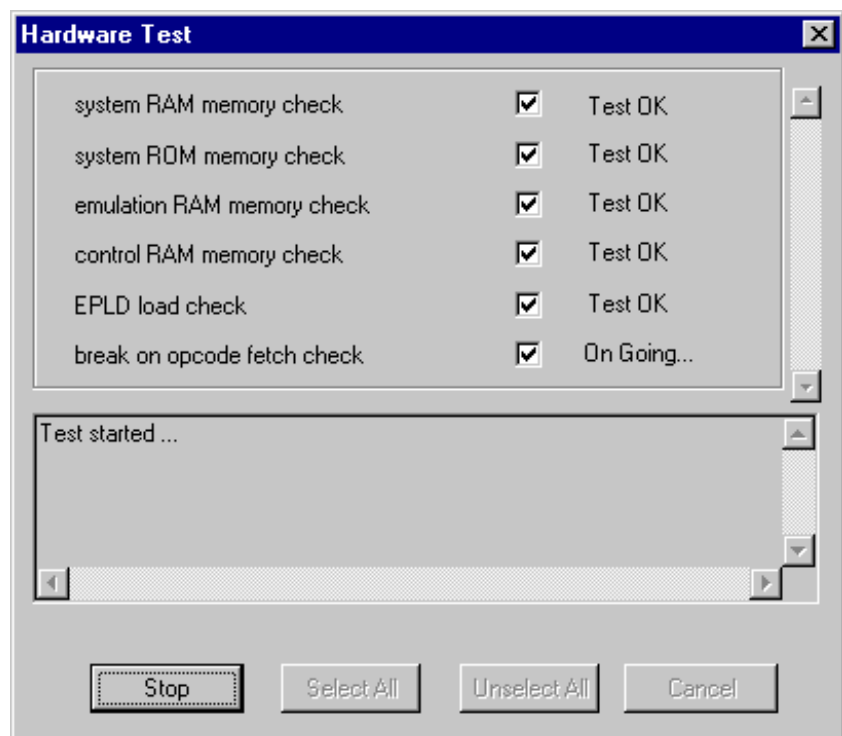 Hardware Test
system RAM memory check Test OK
system ROM memory check Test OK
emulation RAM memory check Test OK
control RAM memory check Test OK
EPLD load check Test OK
break on opcode fetch check On Going...
Test started ...
Stop Select All Unselect All Cancel